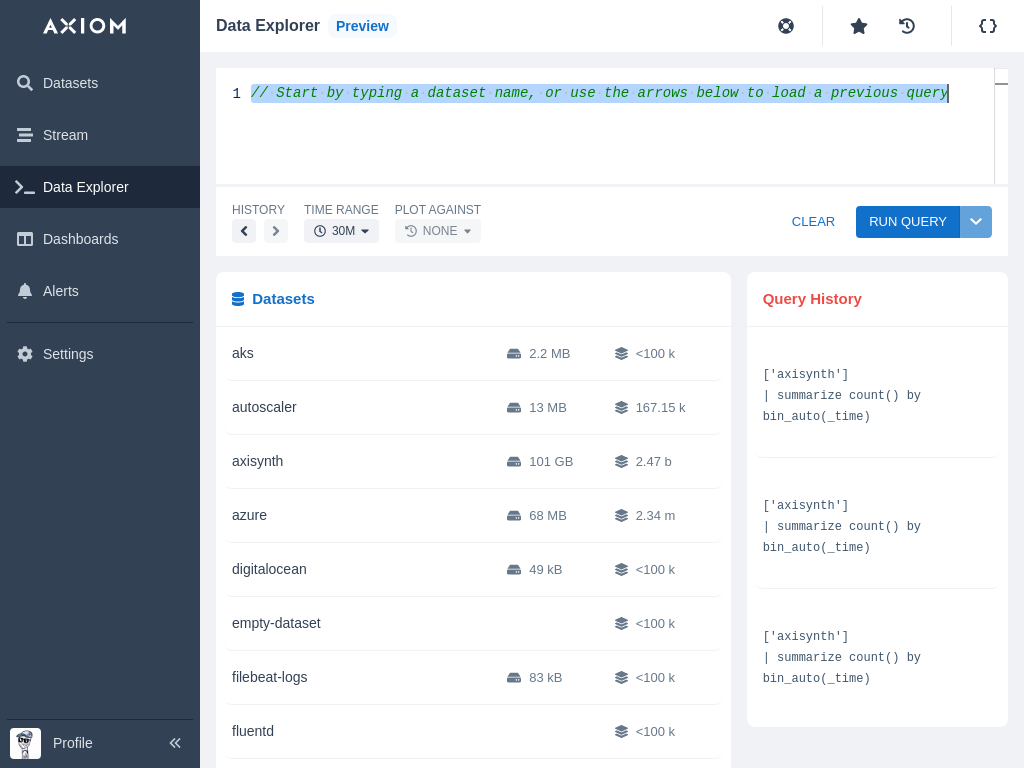 AXIOM
Datasets
Stream
Data Explorer
Dashboards
Alerts
Settings
Profile
Data Explorer Preview
1 // Start by typing a dataset name, or use the arrows below to load a previous query
HISTORY TIME RANGE PLOT AGAINST
30M NONE CLEAR RUN QUERY
Datasets
aks 2.2 MB <100 k
autoscaler 13 MB 167.15 k
axisynth 101 GB 2.47 b
azure 68 MB 2.34 m
digitalocean 49 kB <100 k
empty-dataset <100 k
filebeat-logs 83 kB <100 k
fluentd <100 k
Query History
['axisynth']
| summarize count() by
bin_auto(_time)
['axisynth']
| summarize count() by
bin_auto(_time)
['axisynth']
| summarize count() by
bin_auto(_time)